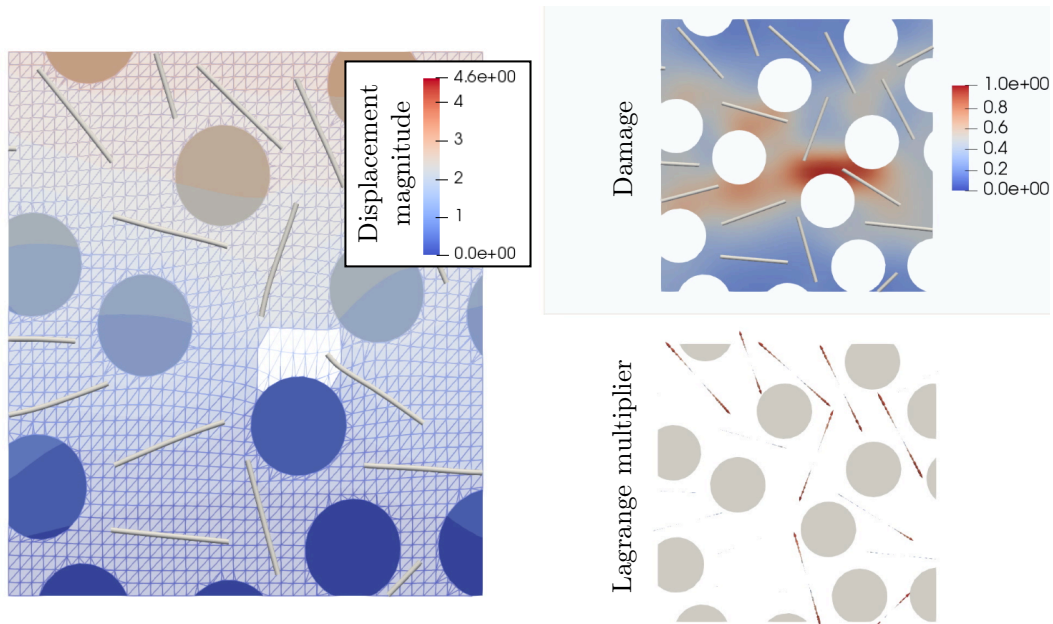 Displacement
magnitude
4.6e+00
4
3
2
1
0.0e+00
Damage
1.0e+00
0.8
0.6
0.4
0.2
0.0e+00
Lagrange multiplier